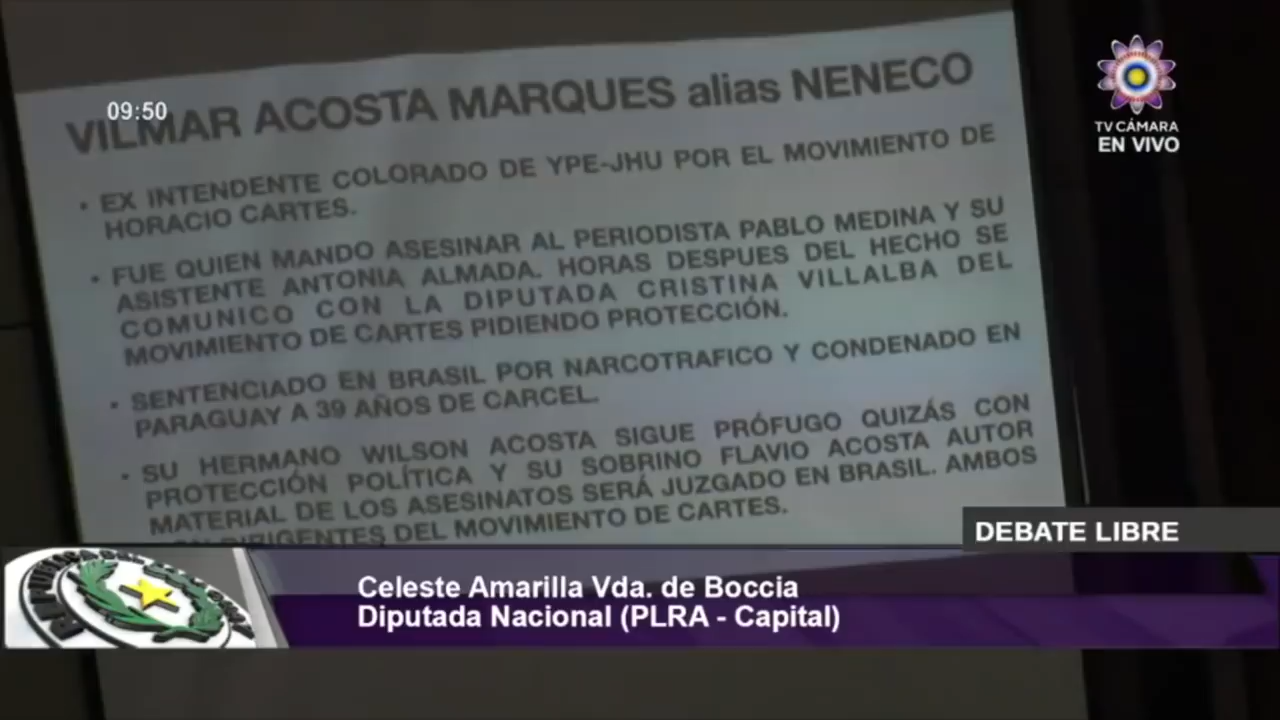 VILMAR ACOSTA MARQUES alias NENECO
09:50
• EX INTENDENTE COLORADO DE YPE-JHU POR EL MOVIMIENTO DE
HORACIO CARTES.
• FUE QUIEN MANDO ASESINAR AL PERIODISTA PABLO MEDINA Y SU
ASISTENTE ANTONIA ALMADA. HORAS DESPUES DEL HECHO SE
COMUNICO CON LA DIPUTADA CRISTINA VILLALBA DEL
MOVIMIENTO DE CARTES PIDIENDO PROTECCIÓN.
• SENTENCIADO EN BRASIL POR NARCOTRAFICO Y CONDENADO EN
PARAGUAY A 39 AÑOS DE CARCEL.
• SU HERMANO WILSON ACOSTA SIGUE PRÓFUGO QUIZÁS CON
PROTECCIÓN POLÍTICA Y SU SOBRINO FLAVIO ACOSTA AUTOR
MATERIAL DE LOS ASESINATOS SERÁ JUZGADO EN BRASIL. AMBOS
DIRIGENTES DEL MOVIMIENTO DE CARTES.
TV CÁMARA
EN VIVO
DEBATE LIBRE
Celeste Amarilla Vda. de Boccia
Diputada Nacional (PLRA - Capital)